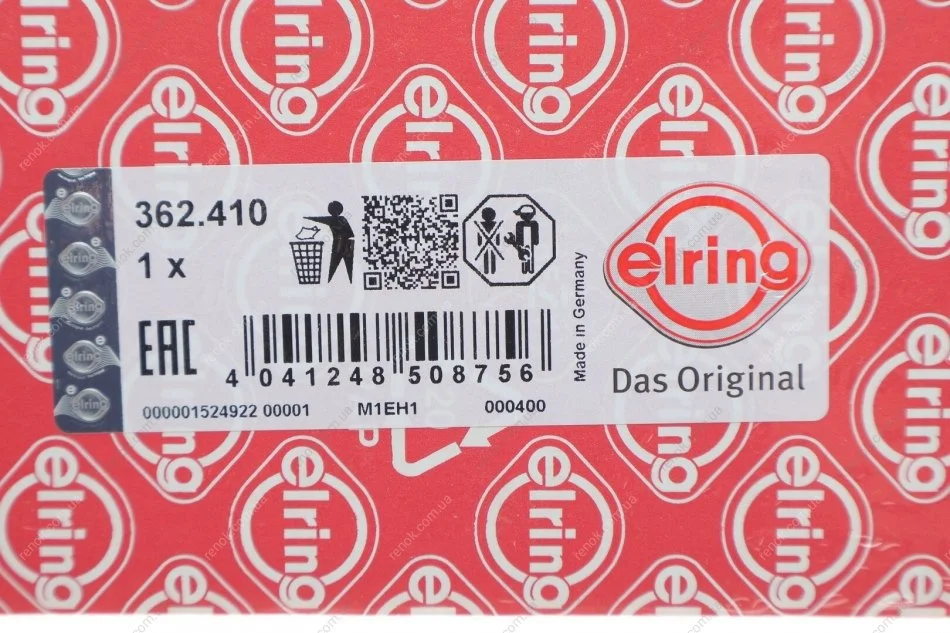 362.410
1 x
EAC
4 041248 508756
000001524922 00001 M1EH1 000400
Made in Germany
elring
Das Original